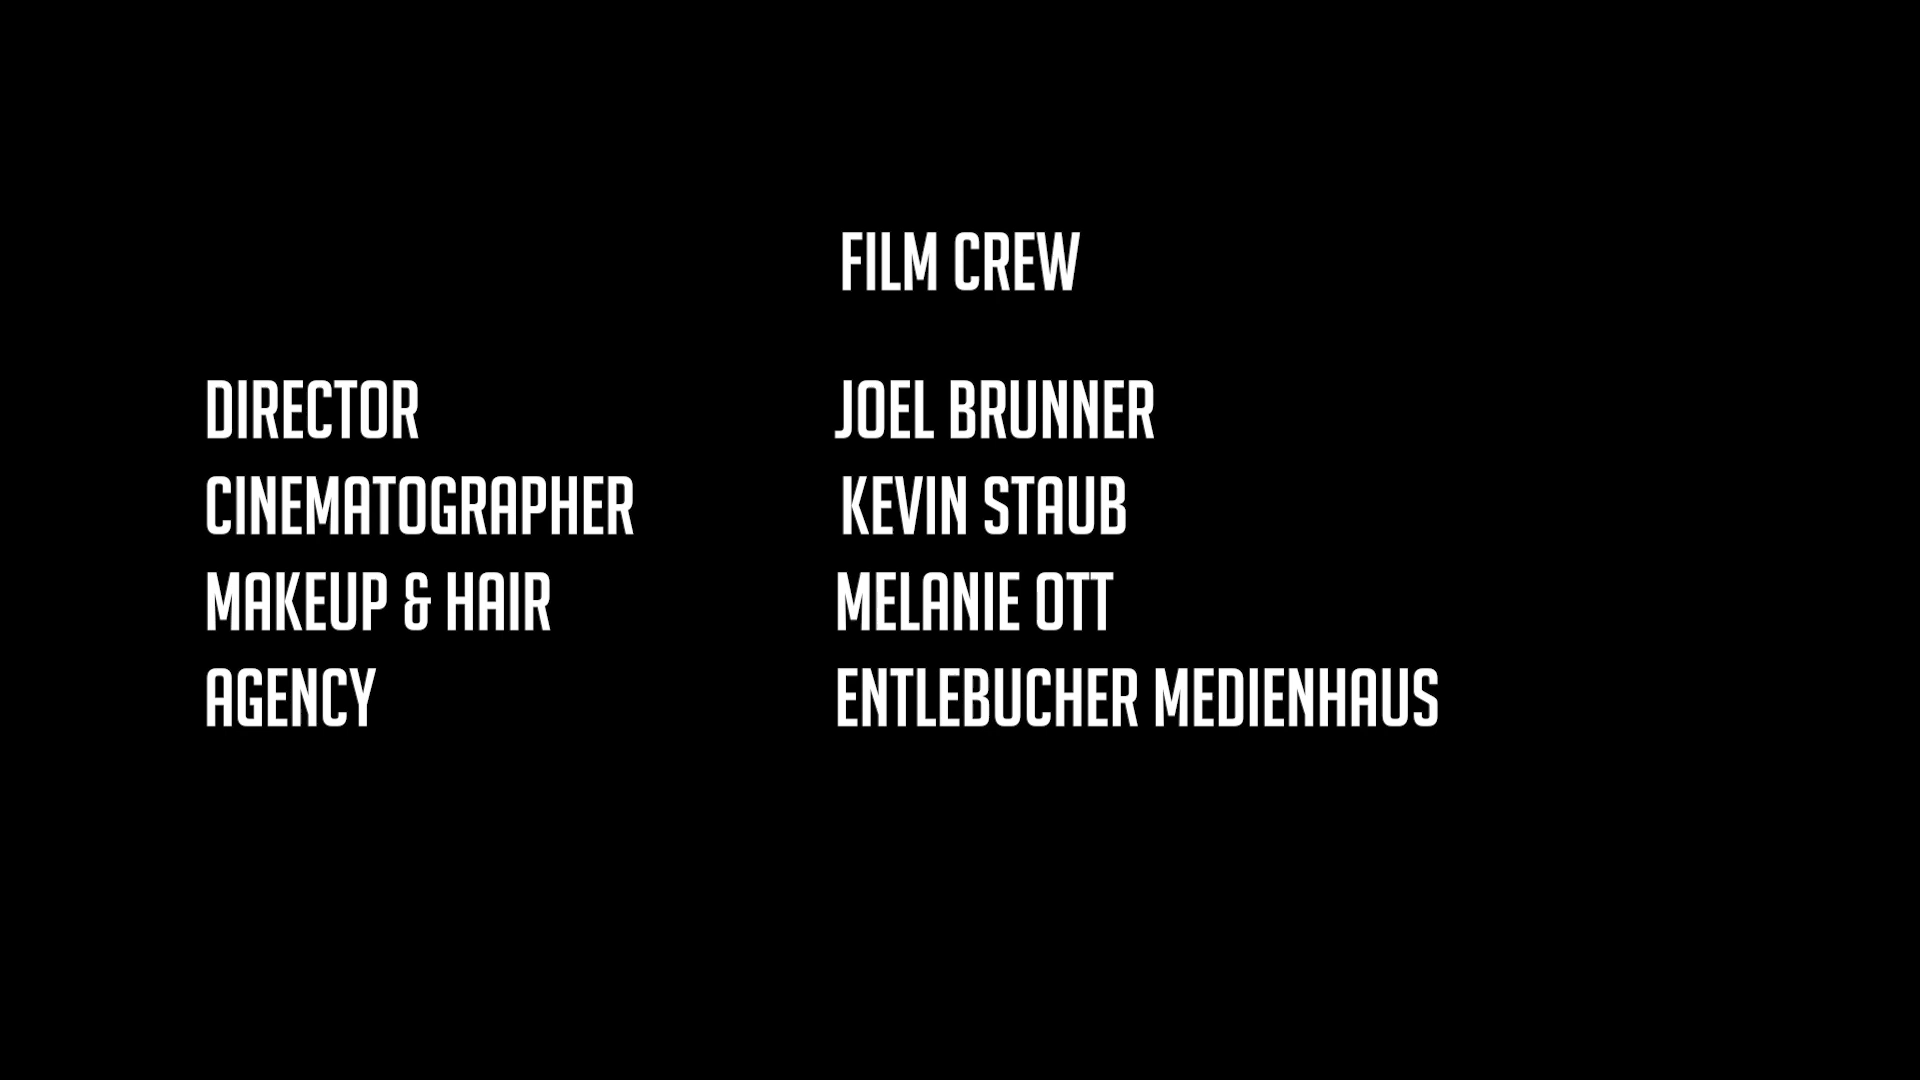 FILM CREW
DIRECTOR JOEL BRUNNER
CINEMATOGRAPHER KEVIN STAUB
MAKEUP & HAIR MELANIE OTT
AGENCY ENTLEBUCHER MEDIENHAUS